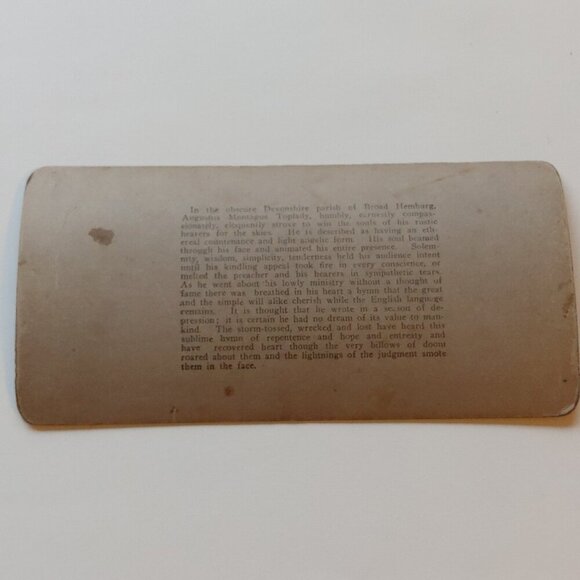 In the obscure Devonshire parish of Broad Hemburg,
Augustus Montague Toplady, humbly, earnestly compas-
sionately, eloquently strove to win the souls of his rustic
hearers for the skies. He is described as having an eth-
ered countenance and light apostic form. His soul beamed
through his face and animated his entire presence. Solem-
nity, wisdom, simplicity, tenderness held his audience intent
until his kindling appeal took fire in every conscience, or
melted the preacher and his hearers in sympathetic tears.
As he went about his lowly ministry without a thought of
fame there was breathed in his heart a hymn that the great
and the simple will alike cherish while the English language
remains. It is thought that he wrote in a season of de-
pression; it is certain he had no dream of its value to man-
kind. The storm-tossed, wrecked and lost have heard this
sublime hymn of repentence and hope and entreaty and
have recovered heart though the very billows of doom
roared about them and the lightnings of the judgment smote
them in the face.